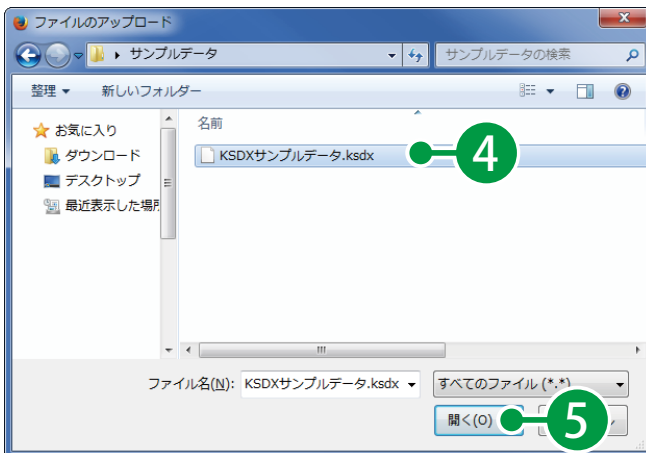 ファイルのアップロード
サンプルデータ
サンプルデータの検索
整理
新しいフォルダー
お気に入り
ダウンロード
デスクトップ
最近表示した場所
名前
KSDXサンプルデータ.ksdx
4
ファイル名(N): KSDXサンプルデータ.ksdx
すべてのファイル (*.*)
開く(O)
5